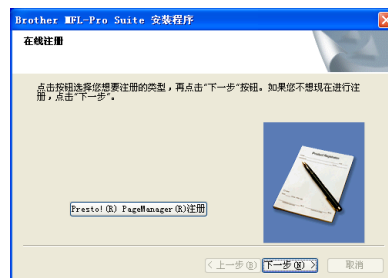 Brother MFL-Pro Suite 安装程序
在线注册
点击按钮选择您想要注册的类型，再点击“下一步”按钮。如果您不想现在进行注
册，点击“下一步”。
Product Registration
Presto!(R) PageManager(R)注册
< 上一步(B)
下一步(N) >
取消